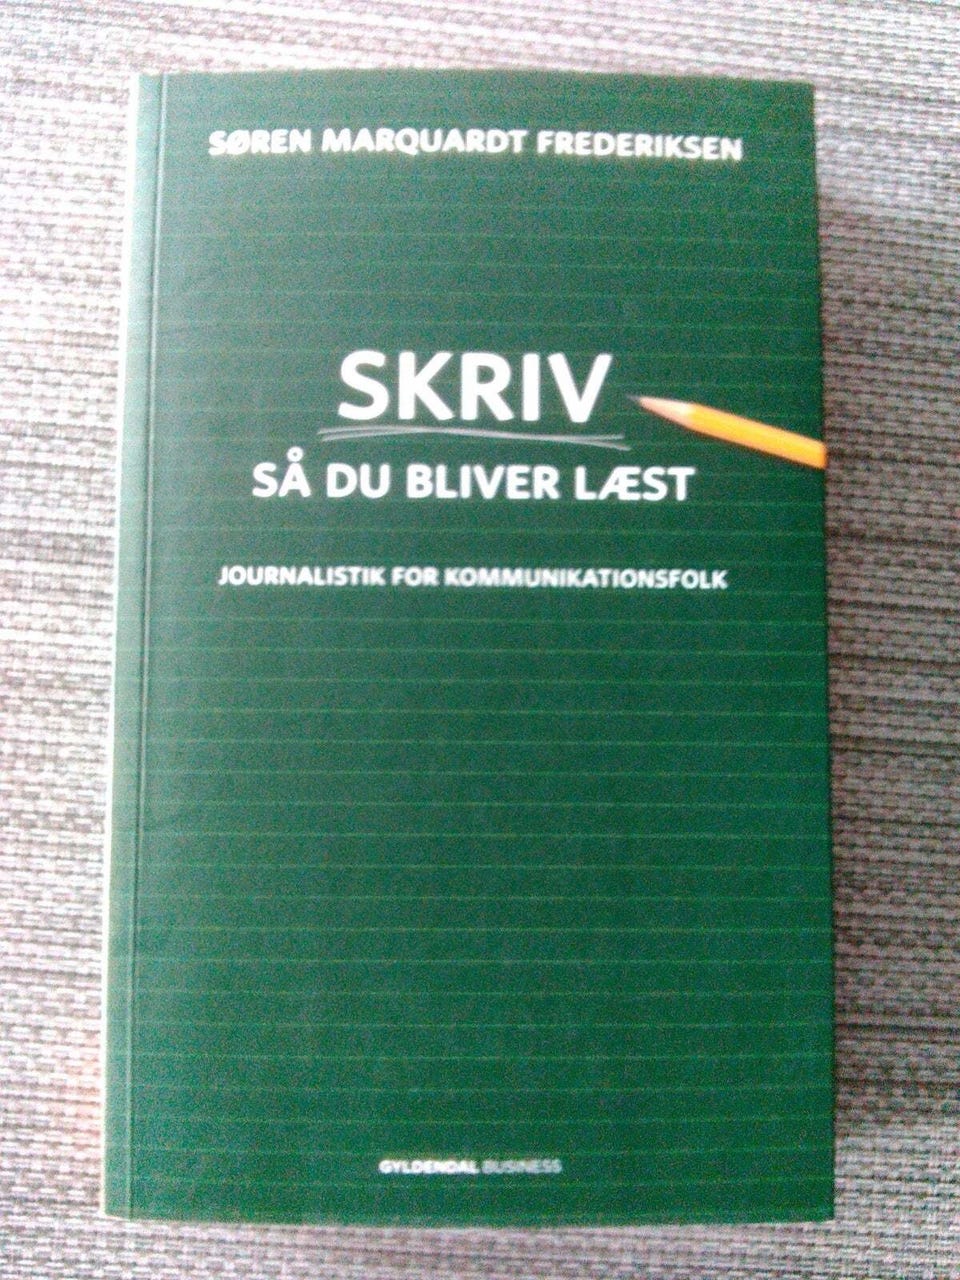 SØREN MARQUARDT FREDERIKSEN
SKRIV
SÅ DU BLIVER LÆST
JOURNALISTIK FOR KOMMUNIKATIONSFOLK
GYLDENDAL BUSINESS